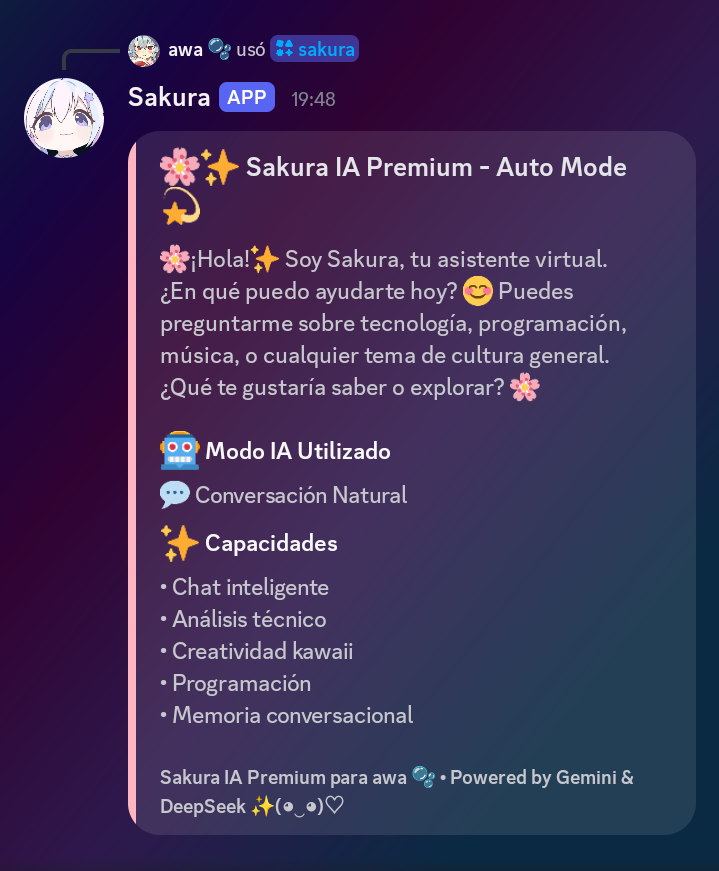 awa 🫧 usó sakura
Sakura APP 19:48
🌸✨ Sakura IA Premium - Auto Mode
💫
🌸¡Hola!✨ Soy Sakura, tu asistente virtual.
¿En qué puedo ayudarte hoy? 😊 Puedes
preguntarme sobre tecnología, programación,
música, o cualquier tema de cultura general.
¿Qué te gustaría saber o explorar? 🌸
🤖 Modo IA Utilizado
💬 Conversación Natural
✨ Capacidades
• Chat inteligente
• Análisis técnico
• Creatividad kawaii
• Programación
• Memoria conversacional
Sakura IA Premium para awa 🫧 • Powered by Gemini &
DeepSeek ✨(◕‿◕)♡